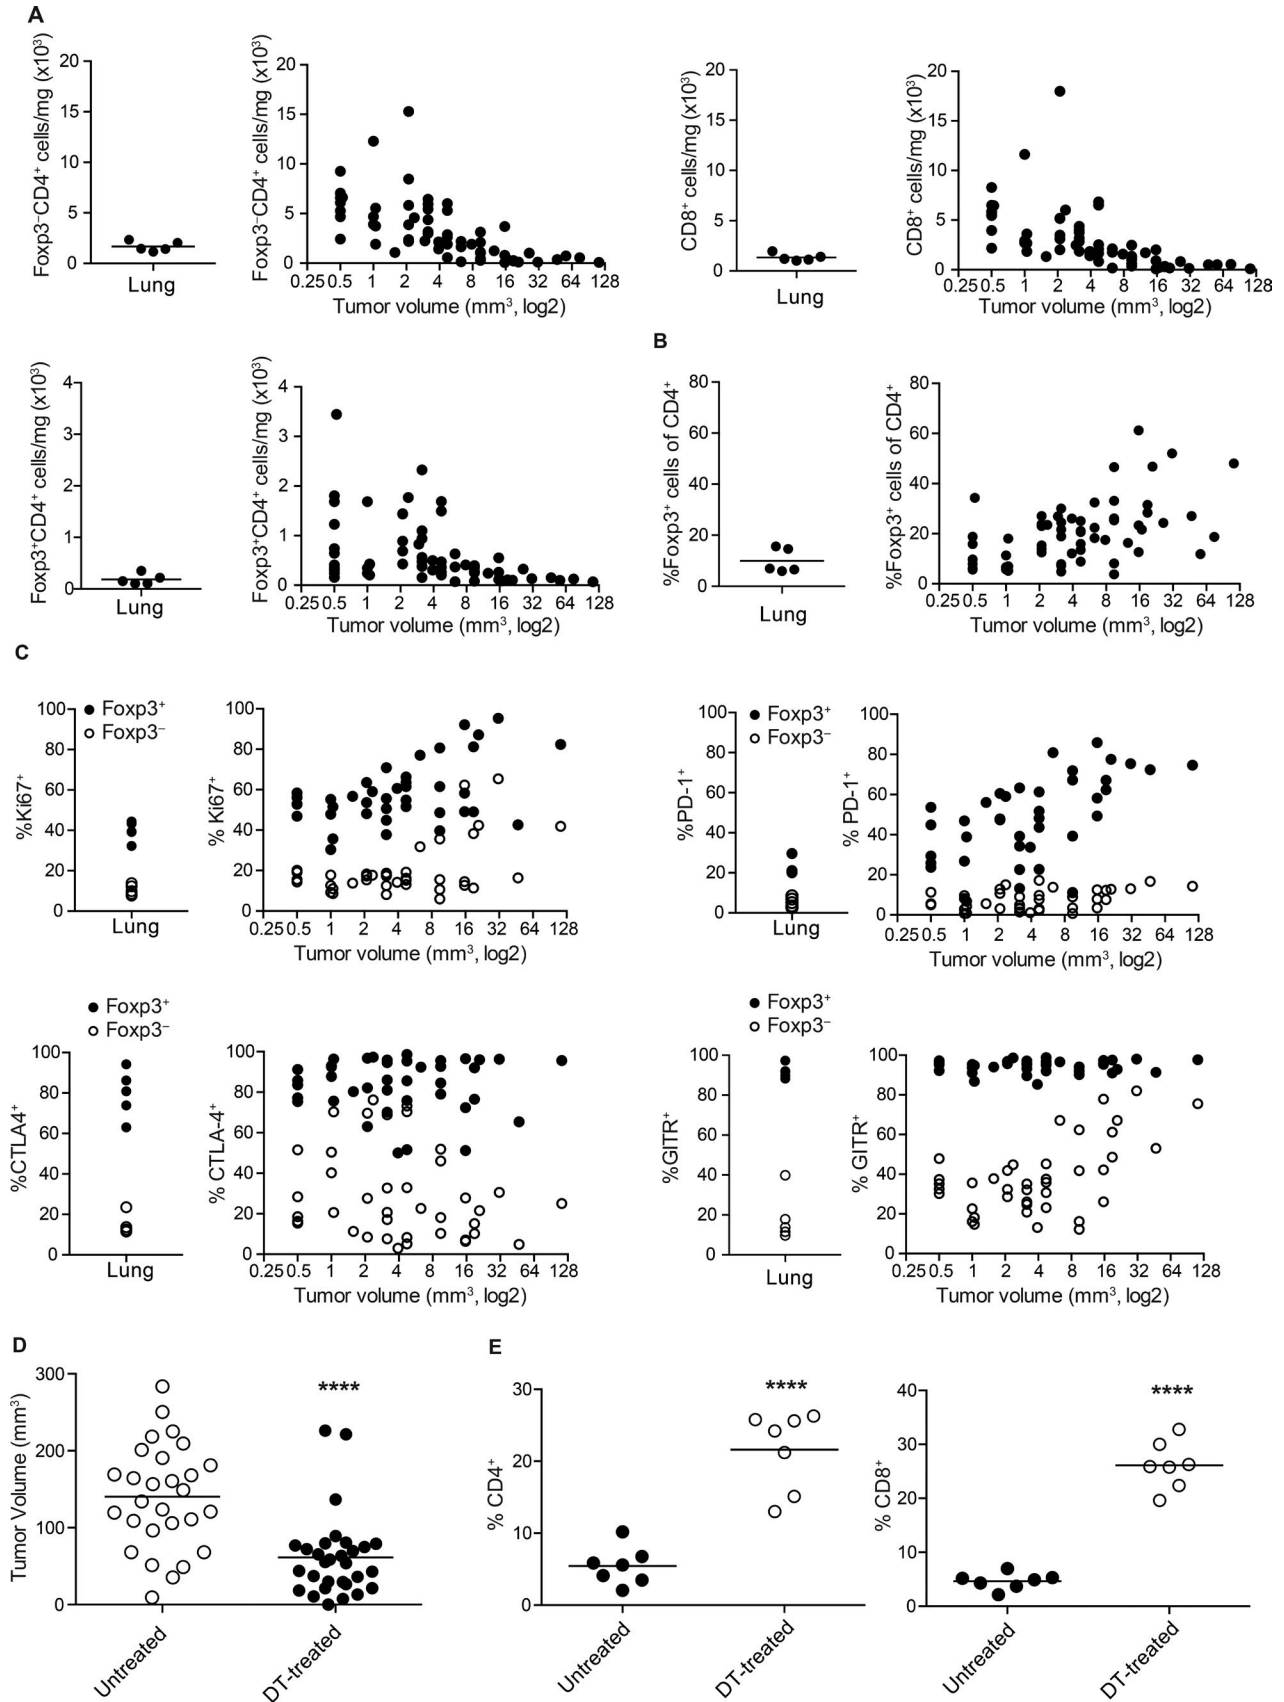 A
Foxp3⁻CD4⁺ cells/mg (x10³)
20
15
10
5
0
Lung
Foxp3⁻CD4⁺ cells/mg (x10³)
20
15
10
5
0
0.25 0.5 1 2 4 8 16 32 64 128
Tumor volume (mm³, log2)
CD8⁺ cells/mg (x10³)
20
15
10
5
0
Lung
CD8⁺ cells/mg (x10³)
20
15
10
5
0
0.25 0.5 1 2 4 8 16 32 64 128
Tumor volume (mm³, log2)
Foxp3⁺CD4⁺ cells/mg (x10³)
4
3
2
1
0
Lung
Foxp3⁺CD4⁺ cells/mg (x10³)
4
3
2
1
0
0.25 0.5 1 2 4 8 16 32 64 128
Tumor volume (mm³, log2)
B
%Foxp3⁺ cells of CD4⁺
80
60
40
20
0
Lung
%Foxp3⁺ cells of CD4⁺
80
60
40
20
0
0.25 0.5 1 2 4 8 16 32 64 128
Tumor volume (mm³, log2)
C
%Ki67⁺
100
80
60
40
20
0
Foxp3⁺
Foxp3⁻
Lung
% Ki67⁺
100
80
60
40
20
0
0.25 0.5 1 2 4 8 16 32 64 128
Tumor volume (mm³, log2)
%PD-1⁺
100
80
60
40
20
0
Foxp3⁺
Foxp3⁻
Lung
% PD-1⁺
100
80
60
40
20
0
0.25 0.5 1 2 4 8 16 32 64 128
Tumor volume (mm³, log2)
Foxp3⁺
Foxp3⁻
%CTLA4⁺
100
80
60
40
20
0
Lung
% CTLA-4⁺
100
80
60
40
20
0
0.25 0.5 1 2 4 8 16 32 64 128
Tumor volume (mm³, log2)
Foxp3⁺
Foxp3⁻
%GITR⁺
100
80
60
40
20
0
Lung
% GITR⁺
100
80
60
40
20
0
0.25 0.5 1 2 4 8 16 32 64 128
Tumor volume (mm³, log2)
D
Tumor Volume (mm³)
300
200
100
0
****
Untreated
DT-treated
E
% CD4⁺
30
20
10
0
****
Untreated
DT-treated
% CD8⁺
40
30
20
10
0
****
Untreated
DT-treated